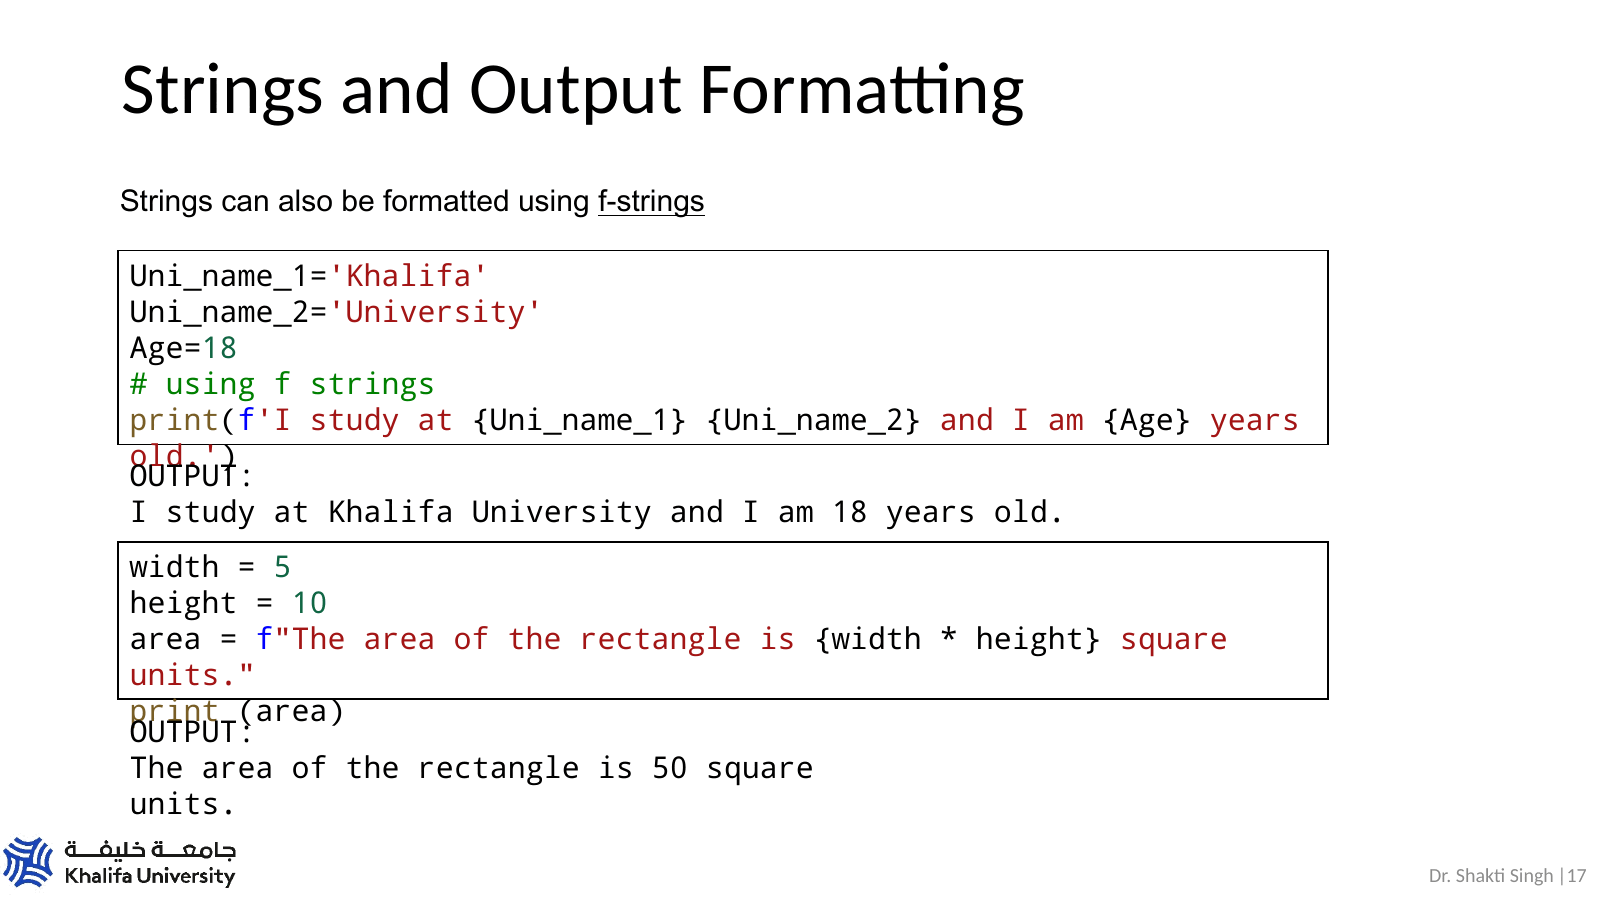 Strings and Output Formatting
Strings can also be formatted using f-strings
Uni_name_1='Khalifa'
Uni_name_2='University'
Age=18
# using f strings
print(f'I study at {Uni_name_1} {Uni_name_2} and I am {Age} years
old.')
OUTPUT:
I study at Khalifa University and I am 18 years old.
width = 5
height = 10
area = f"The area of the rectangle is {width * height} square
units."
print (area)
OUTPUT:
The area of the rectangle is 50 square
units.
جامعة خليفة
Khalifa University
Dr. Shakti Singh |17